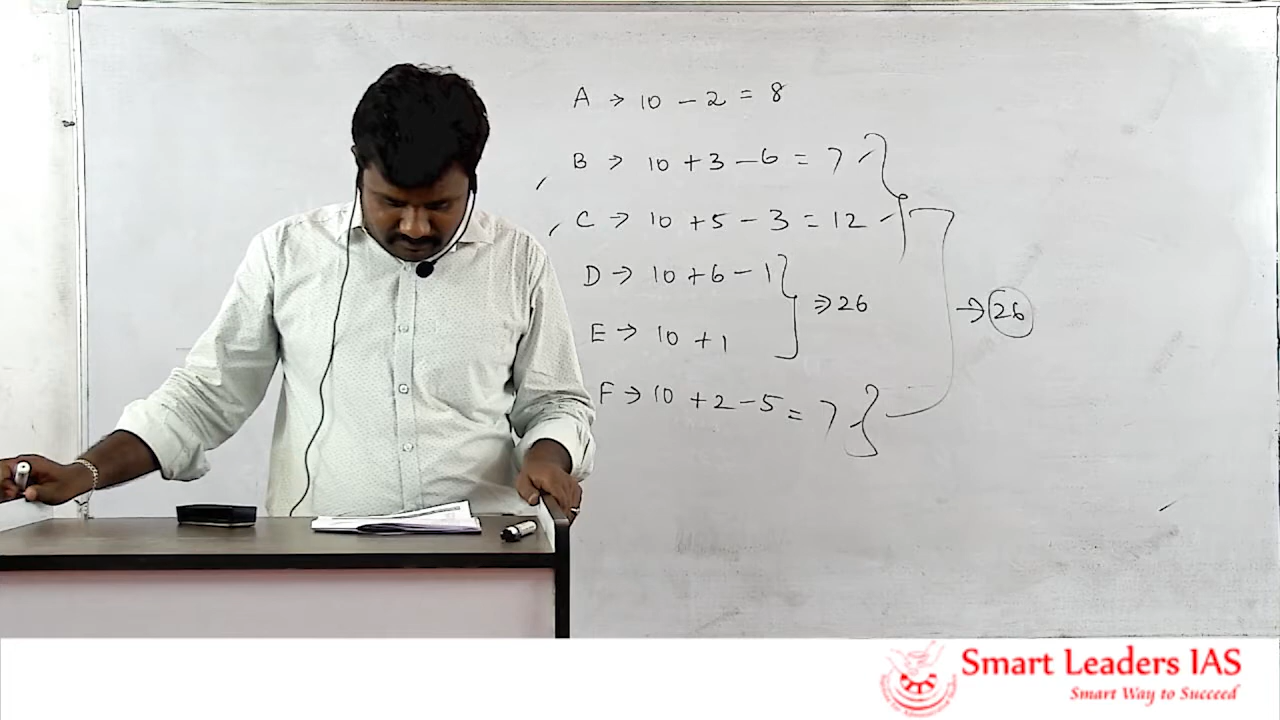 A → 10 - 2 = 8
B → 10 + 3 - 6 = 7
C → 10 + 5 - 3 = 12
D → 10 + 6 - 1
⇒ 26
→ 26
E → 10 + 1
F → 10 + 2 - 5 = 7
Smart Leaders IAS
Smart Way to Succeed